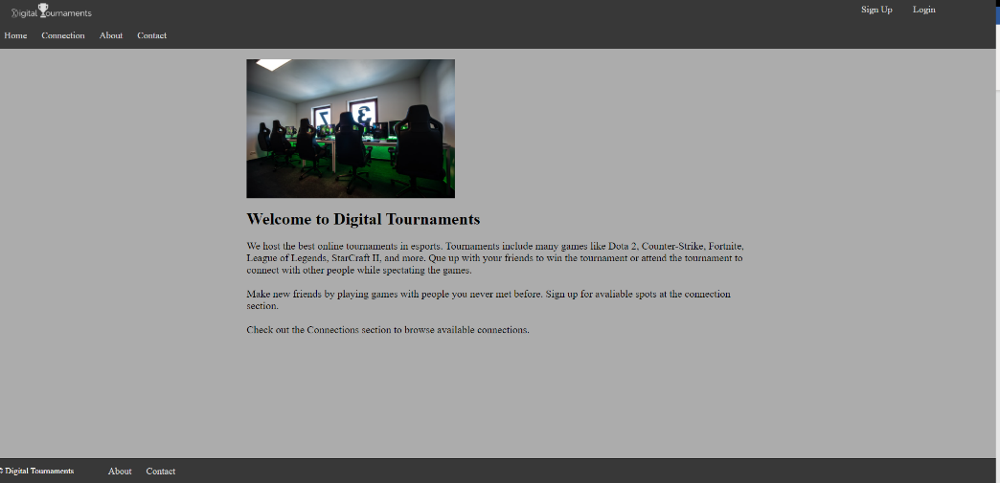 Digital Tournaments
Sign Up Login
Home Connection About Contact
Welcome to Digital Tournaments
We host the best online tournaments in esports. Tournaments include many games like Dota 2, Counter-Strike, Fortnite,
League of Legends, StarCraft II, and more. Que up with your friends to win the tournament or attend the tournament to
connect with other people while spectating the games.
Make new friends by playing games with people you never met before. Sign up for avaliable spots at the connection
section.
Check out the Connections section to browse available connections.
© Digital Tournaments About Contact